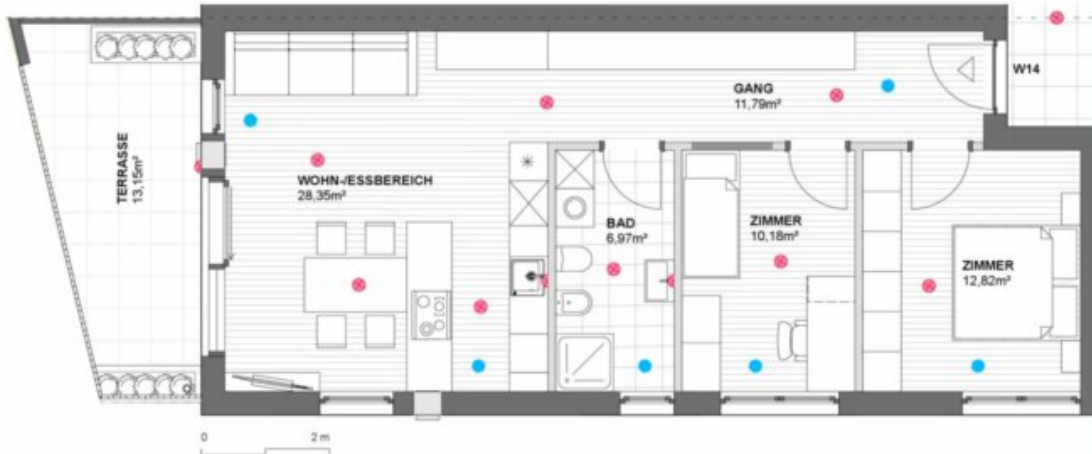 W14
GANG
11,79m²
TERRASSE
13,15m²
WOHN-/ESSBEREICH
28,35m²
BAD
6,97m²
ZIMMER
10,18m²
ZIMMER
12,82m²
0 2 m